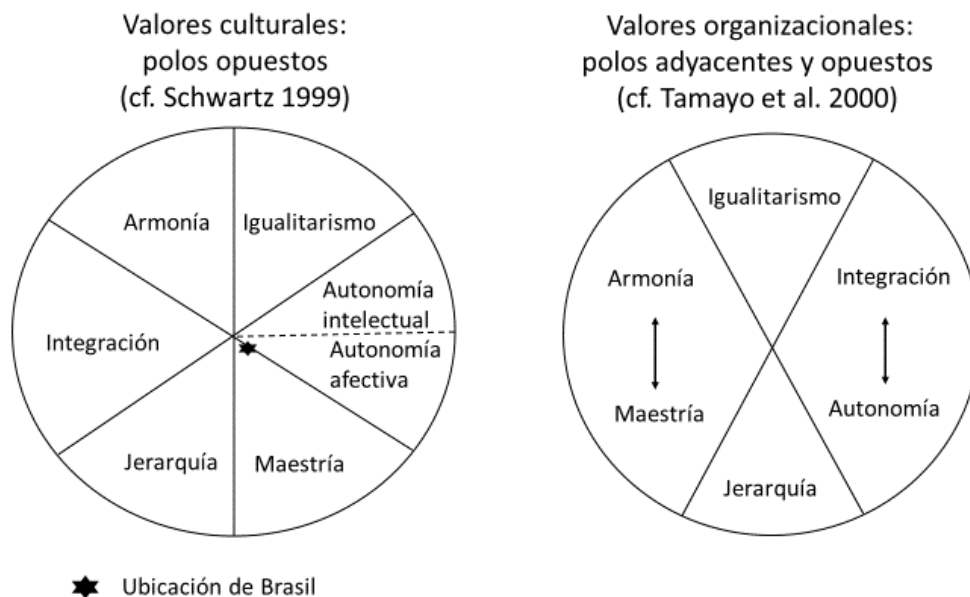 Valores culturales:
polos opuestos
(cf. Schwartz 1999)
Armonía
Igualitarismo
Autonomía
intelectual
Integración
Autonomía
afectiva
Jerarquía
Maestría
Ubicación de Brasil
Valores organizacionales:
polos adyacentes y opuestos
(cf. Tamayo et al. 2000)
Igualitarismo
Armonía
Integración
Maestría
Autonomía
Jerarquía